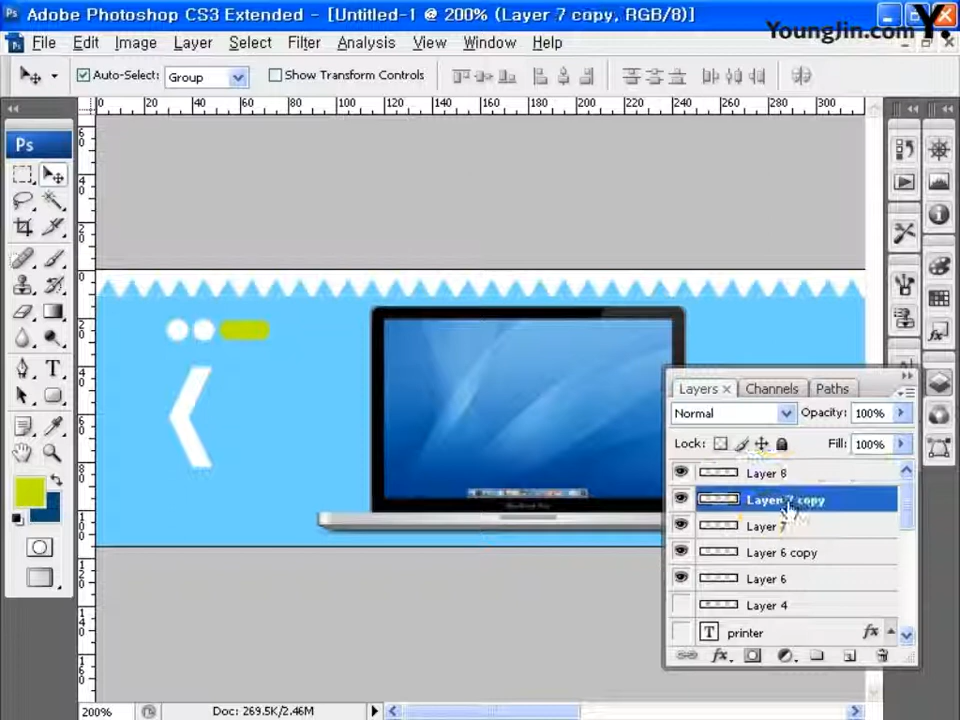 Adobe Photoshop CS3 Extended - [Untitled-1 @ 200% (Layer 7 copy, RGB/8)]
YoungJin.com Y.
File Edit Image Layer Select Filter Analysis View Window Help
Auto-Select: Group Show Transform Controls
0 20 40 60 80 100 120 140 160 180 200 220 240 260 280 300
Ps
Layers × Channels Paths
Normal Opacity: 100%
Lock: Fill: 100%
Layer 8
Layer 7 copy
Layer 7
Layer 6 copy
Layer 6
Layer 4
T printer fx
200% Doc: 269.5K/2.46M